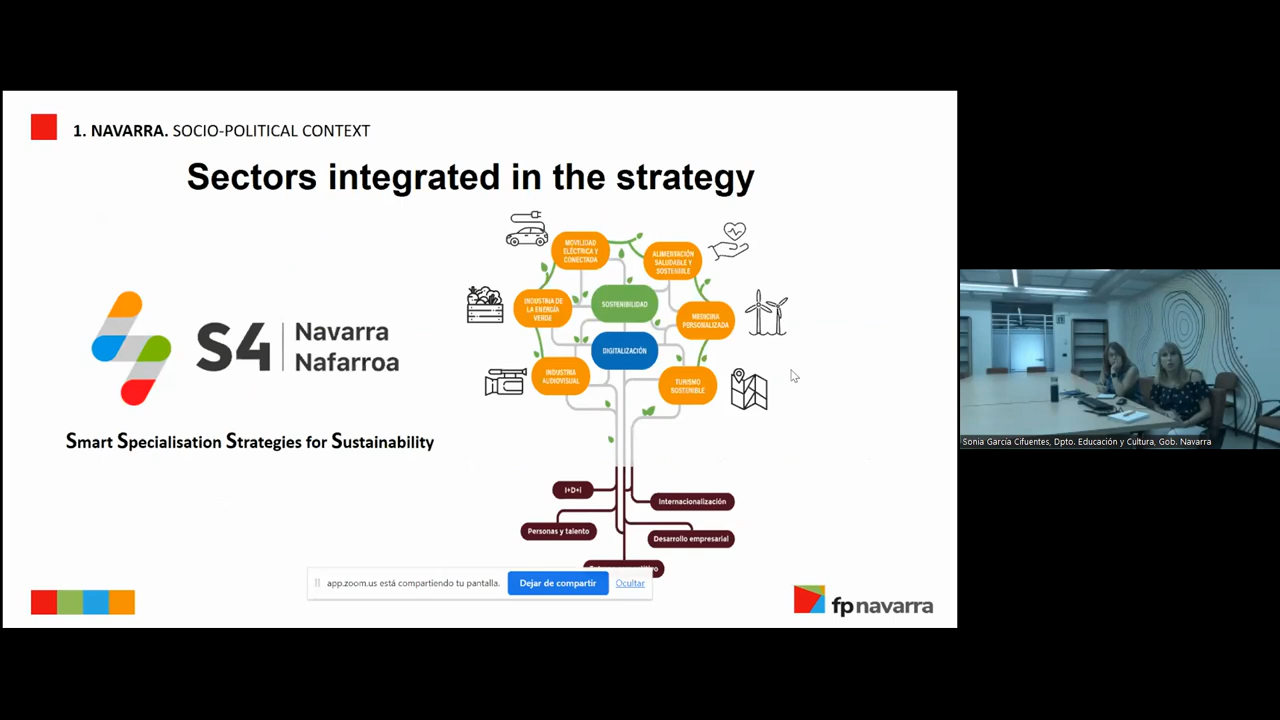 1. NAVARRA. SOCIO-POLITICAL CONTEXT
Sectors integrated in the strategy
S4
Navarra
Nafarroa
Smart Specialisation Strategies for Sustainability
MOVILIDAD
ELÉCTRICA Y
CONECTADA
ALIMENTACIÓN
SALUDABLE Y
SOSTENIBLE
INDUSTRIA DE
LA ENERGÍA
VERDE
SOSTENIBILIDAD
MEDICINA
PERSONALIZADA
DIGITALIZACIÓN
INDUSTRIA
AUDIOVISUAL
TURISMO
SOSTENIBLE
I+D+i
Internacionalización
Personas y talento
Desarrollo empresarial
app.zoom.us está compartiendo tu pantalla.
Dejar de compartir
Ocultar
fpnavarra
Sonia García Cifuentes, Dpto. Educación y Cultura, Gob. Navarra